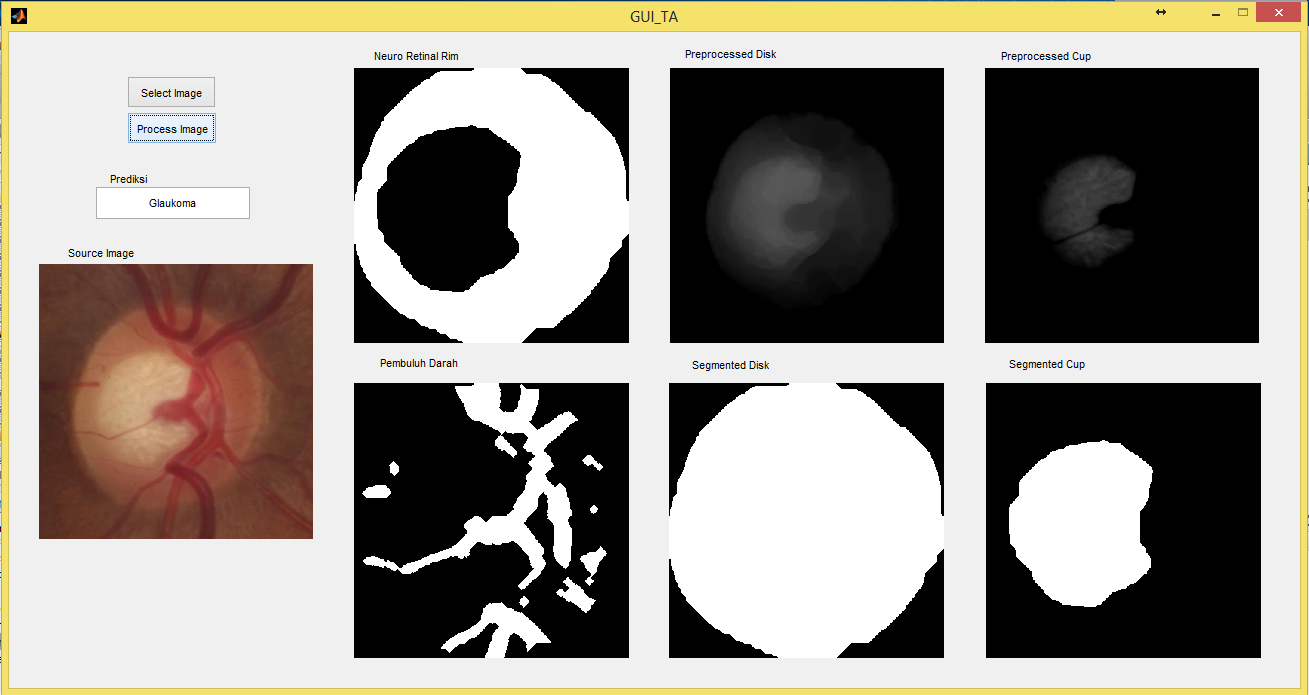 GUI_TA
Select Image
Process Image
Prediksi
Glaukoma
Source Image
Neuro Retinal Rim
Preprocessed Disk
Preprocessed Cup
Pembuluh Darah
Segmented Disk
Segmented Cup